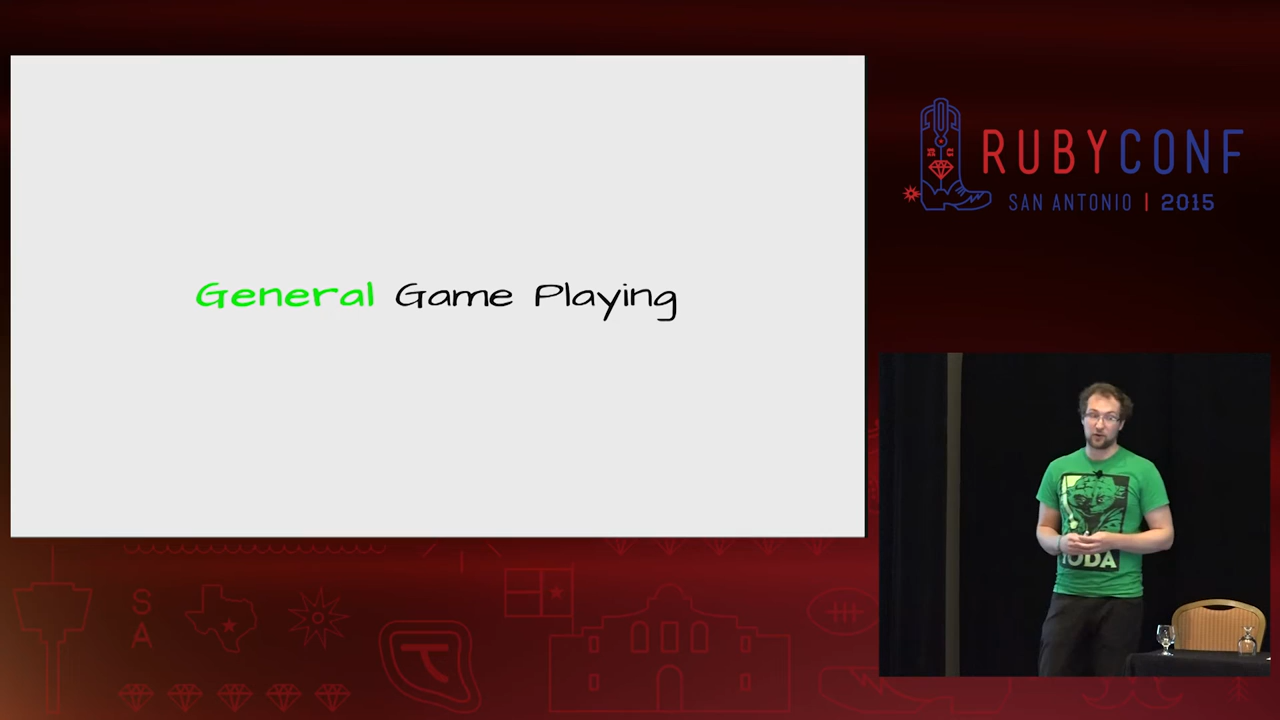 General Game Playing
RUBYCONF
SAN ANTONIO | 2015
YODA
S
A